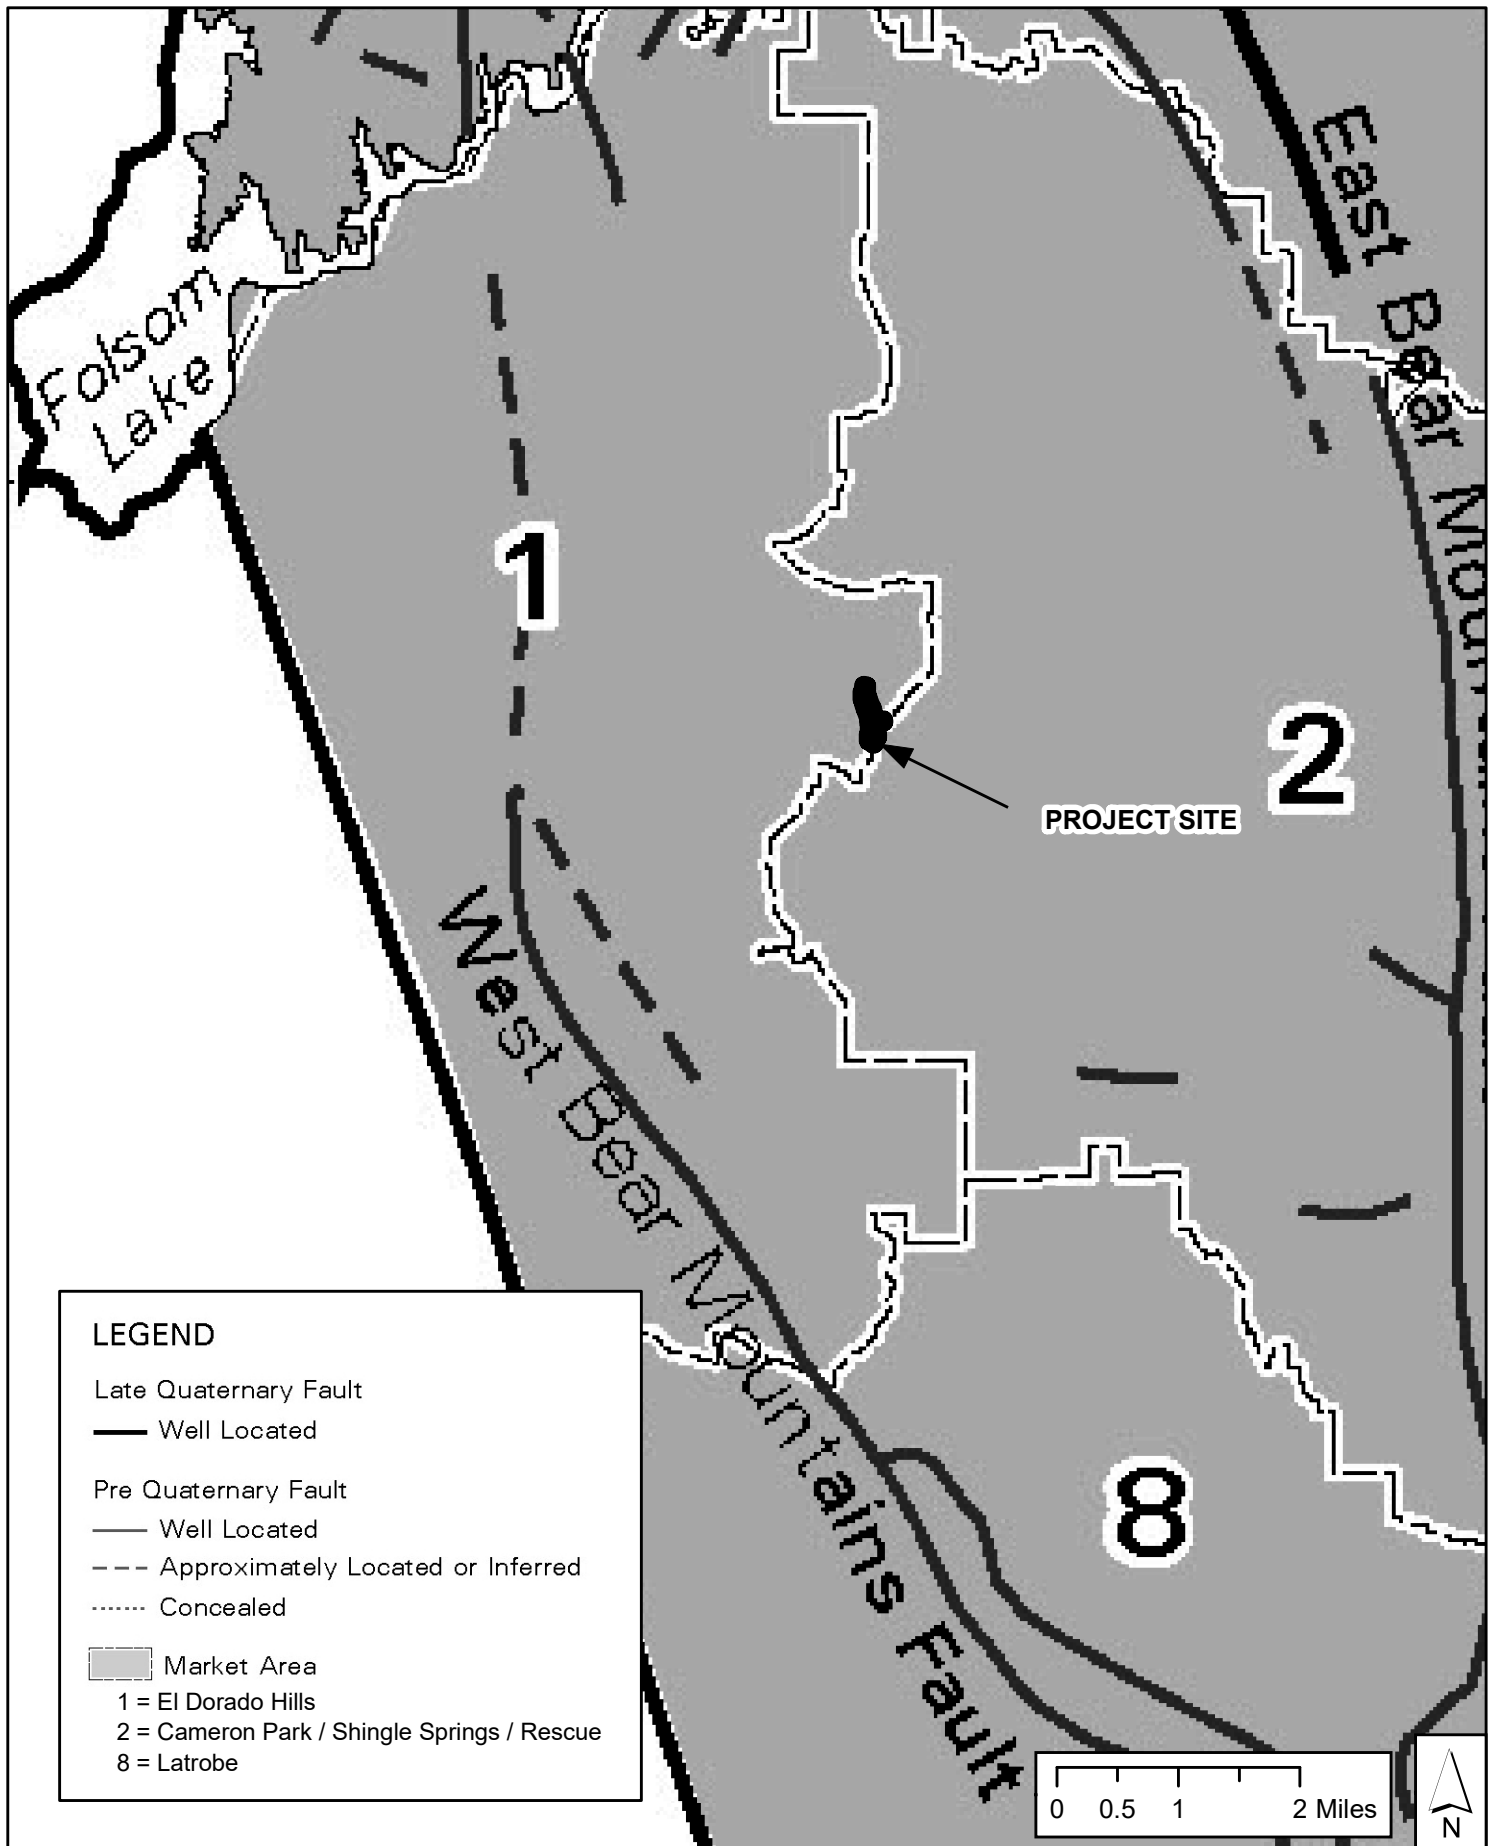 East Bear Mou
Folsom
Lake
1
2
PROJECT SITE
West Bear Mountains Fault
8
LEGEND
Late Quaternary Fault
Well Located
Pre Quaternary Fault
Well Located
Approximately Located or Inferred
Concealed
Market Area
1 = El Dorado Hills
2 = Cameron Park / Shingle Springs / Rescue
8 = Latrobe
0 0.5 1 2 Miles
N